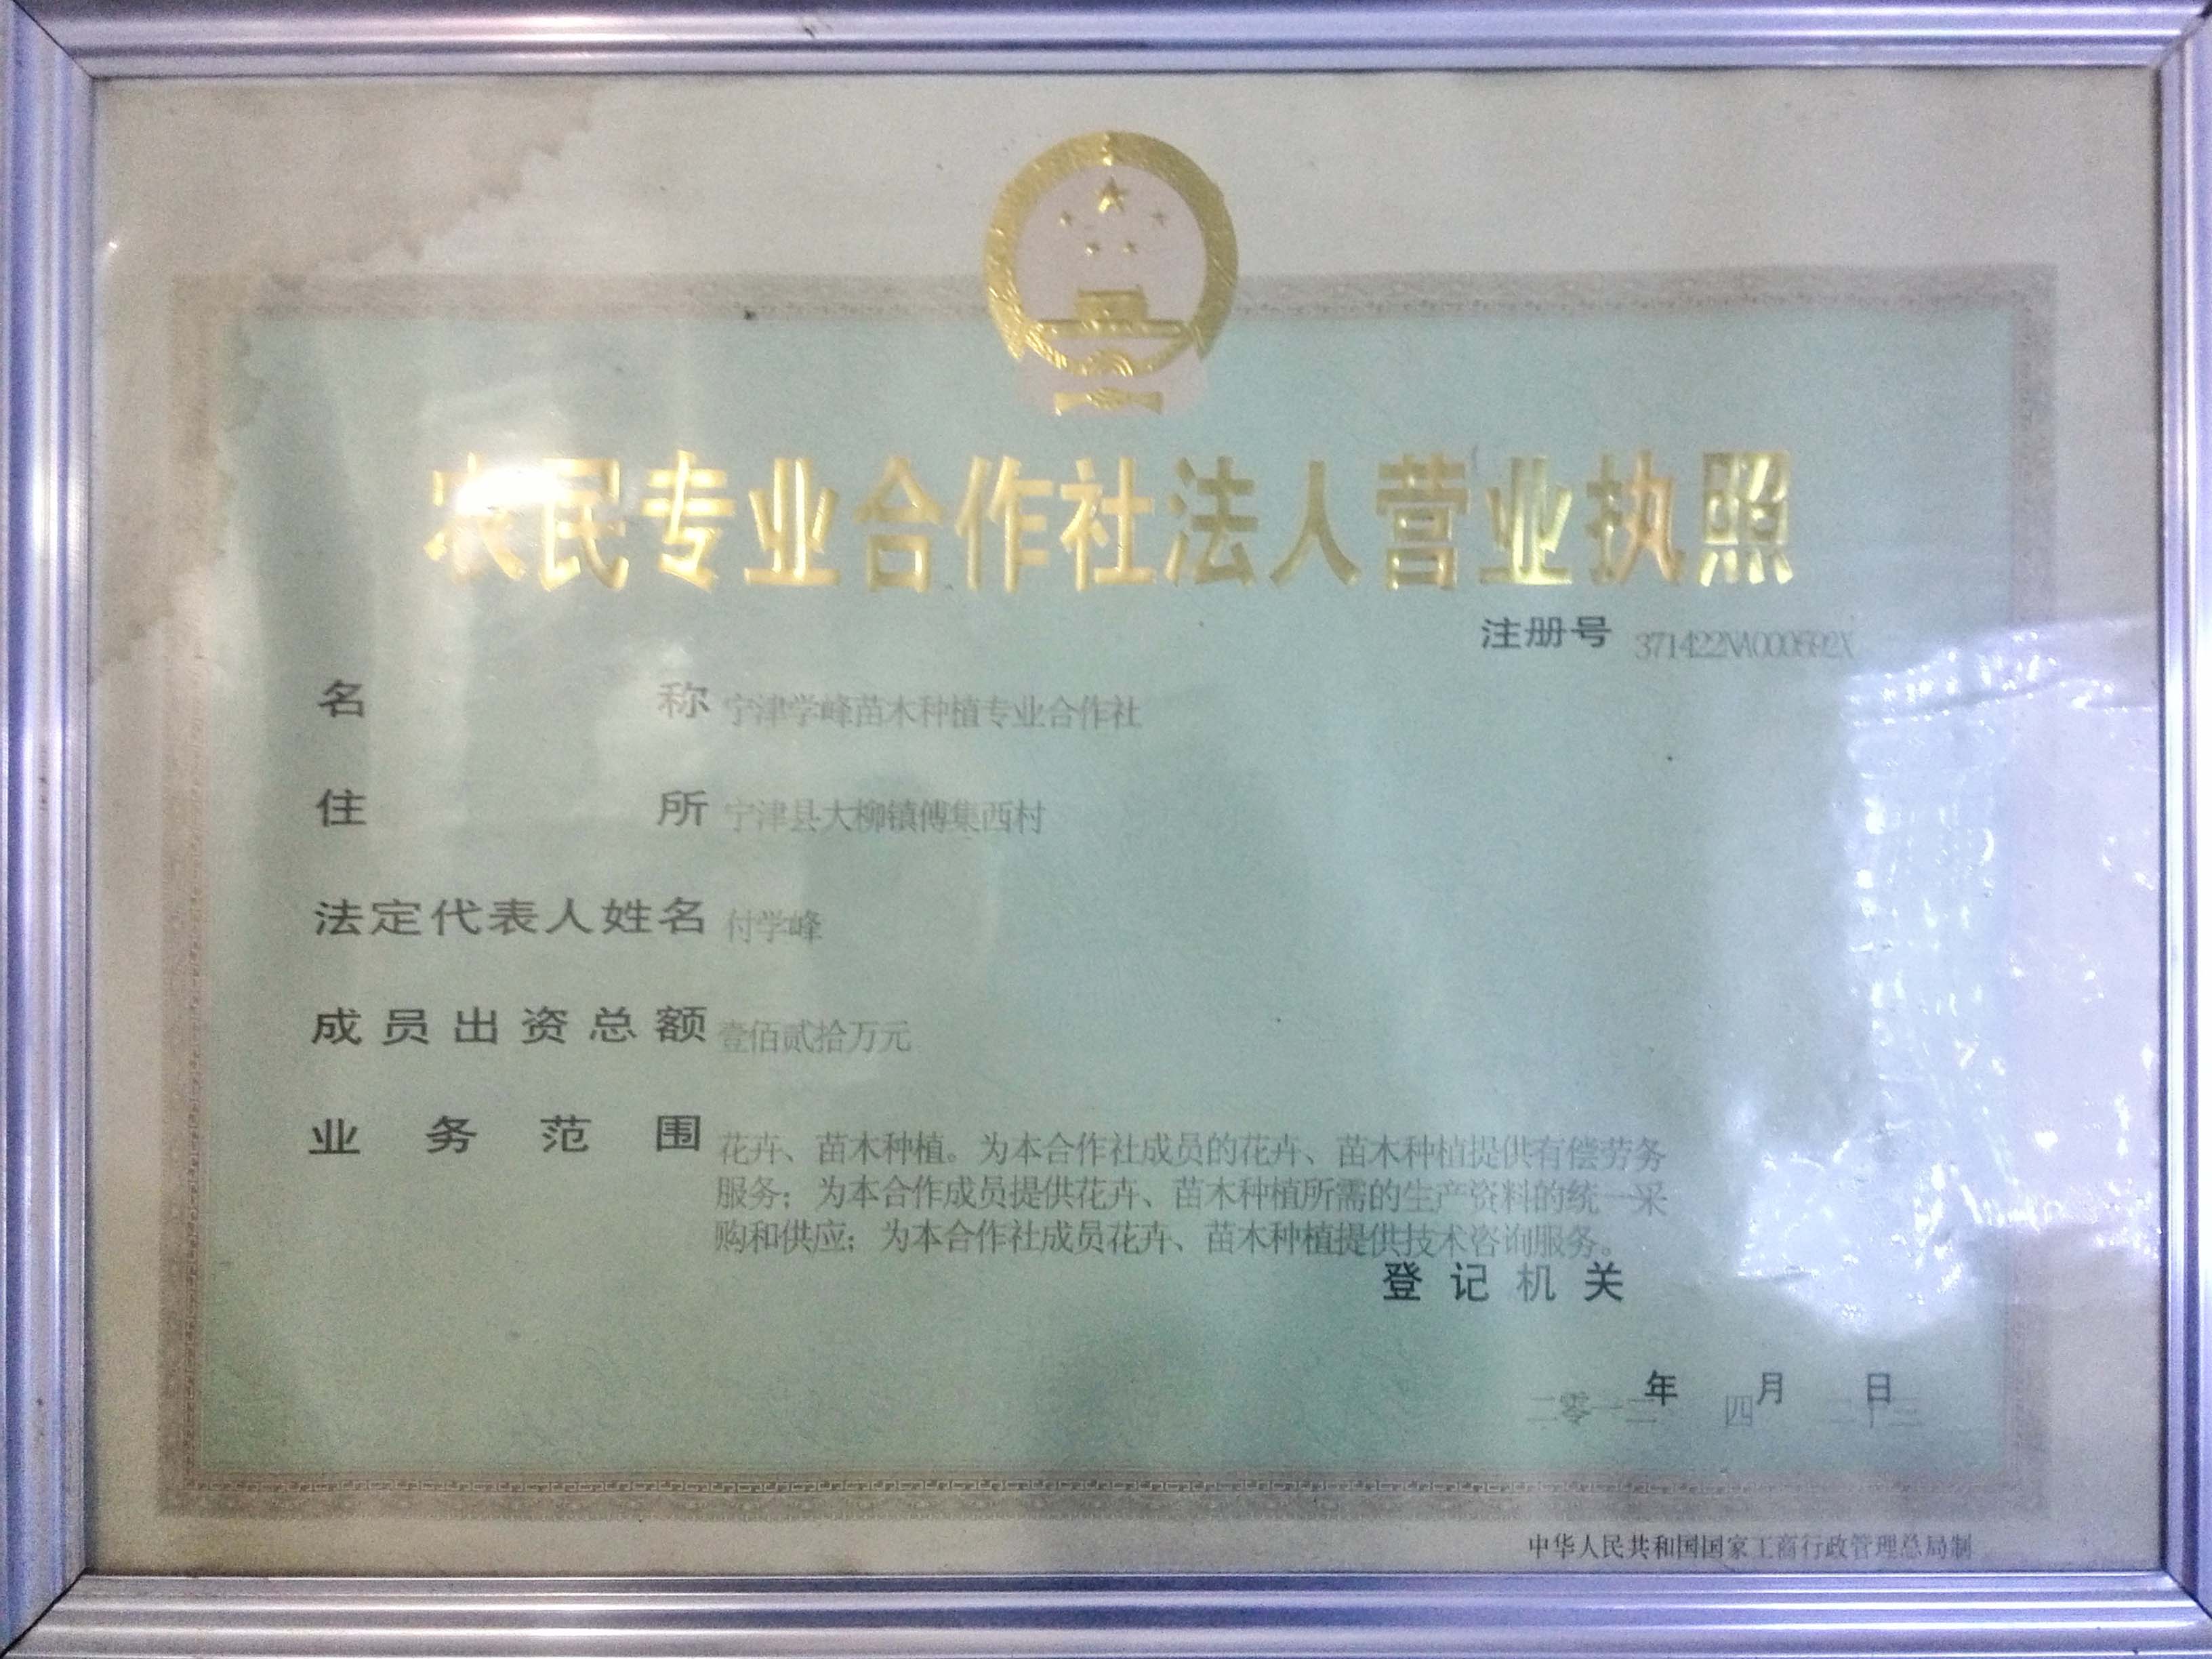 农民专业合作社法人营业执照
注册号
名称 宁津学峰苗木种植专业合作社
住所 宁津县大柳镇傅集西村
法定代表人姓名 付学峰
成员出资总额 壹佰贰拾万元
业务范围 花卉、苗木种植。为本合作社成员的花卉、苗木种植提供有偿劳务
服务；为本合作成员提供花卉、苗木种植所需的生产资料的统一采
购和供应；为本合作社成员花卉、苗木种植提供技术咨询服务。
登记机关
年 四月 日
中华人民共和国国家工商行政管理总局制